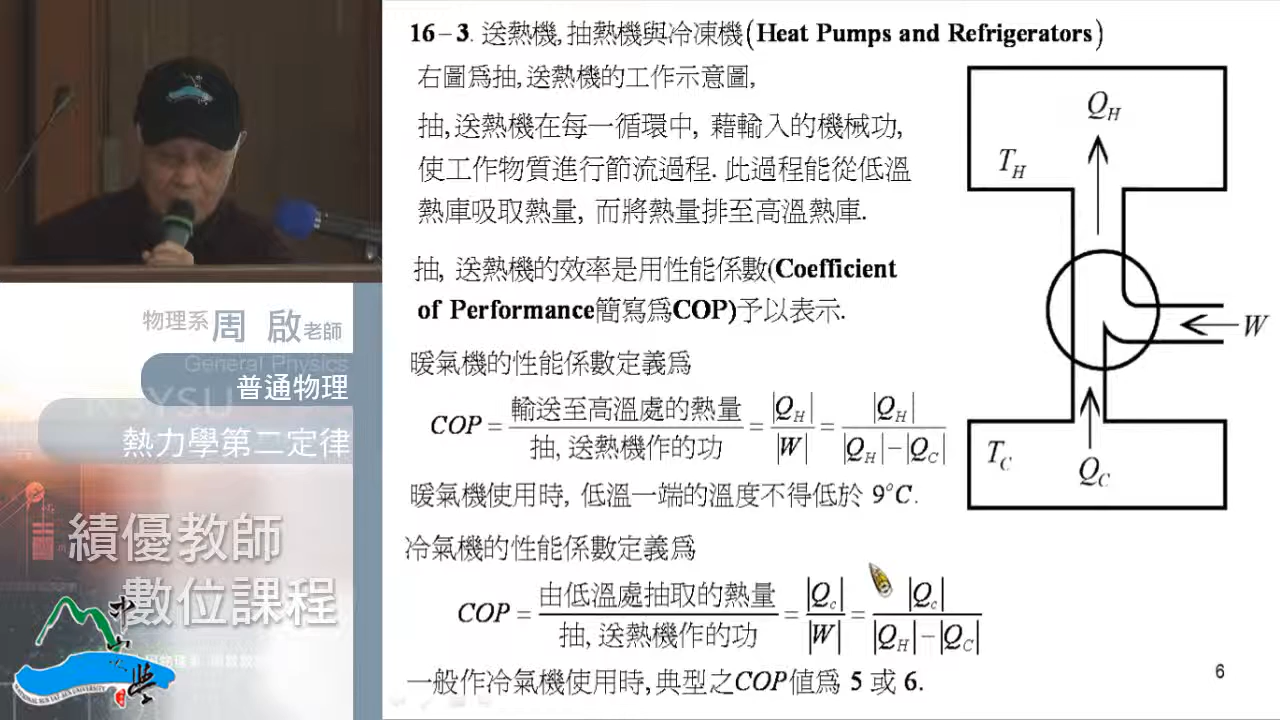 16-3. 送熱機, 抽熱機與冷凍機(Heat Pumps and Refrigerators)
右圖為抽, 送熱機的工作示意圖,
抽, 送熱機在每一循環中, 藉輸入的機械功,
使工作物質進行節流過程. 此過程能從低溫
熱庫吸取熱量, 而將熱量排至高溫熱庫.
抽, 送熱機的效率是用性能係數(Coefficient
of Performance簡寫為COP)予以表示.
暖氣機的性能係數定義為
COP = 輸送至高溫處的熱量 / 抽, 送熱機作的功 = |Q_H| / |W| = |Q_H| / (|Q_H| - |Q_C|)
暖氣機使用時, 低溫一端的溫度不得低於 9°C.
冷氣機的性能係數定義為
COP = 由低溫處抽取的熱量 / 抽, 送熱機作的功 = |Q_c| / |W| = |Q_c| / (|Q_H| - |Q_C|)
一般作冷氣機使用時, 典型之COP值為 5 或 6.
Q_H
T_H
W
T_C
Q_C
6
物理系 周 啟 老師
General Physics
普通物理
熱力學第二定律
績優教師
數位課程